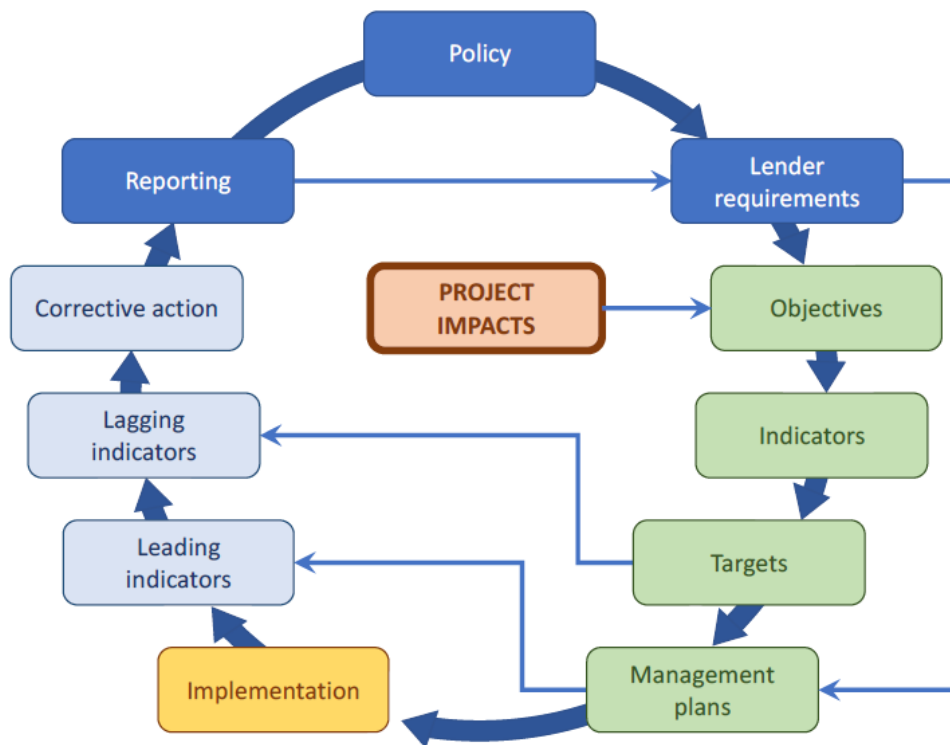 Policy
Reporting
Lender
requirements
PROJECT
IMPACTS
Corrective action
Objectives
Lagging
indicators
Indicators
Leading
indicators
Targets
Implementation
Management
plans